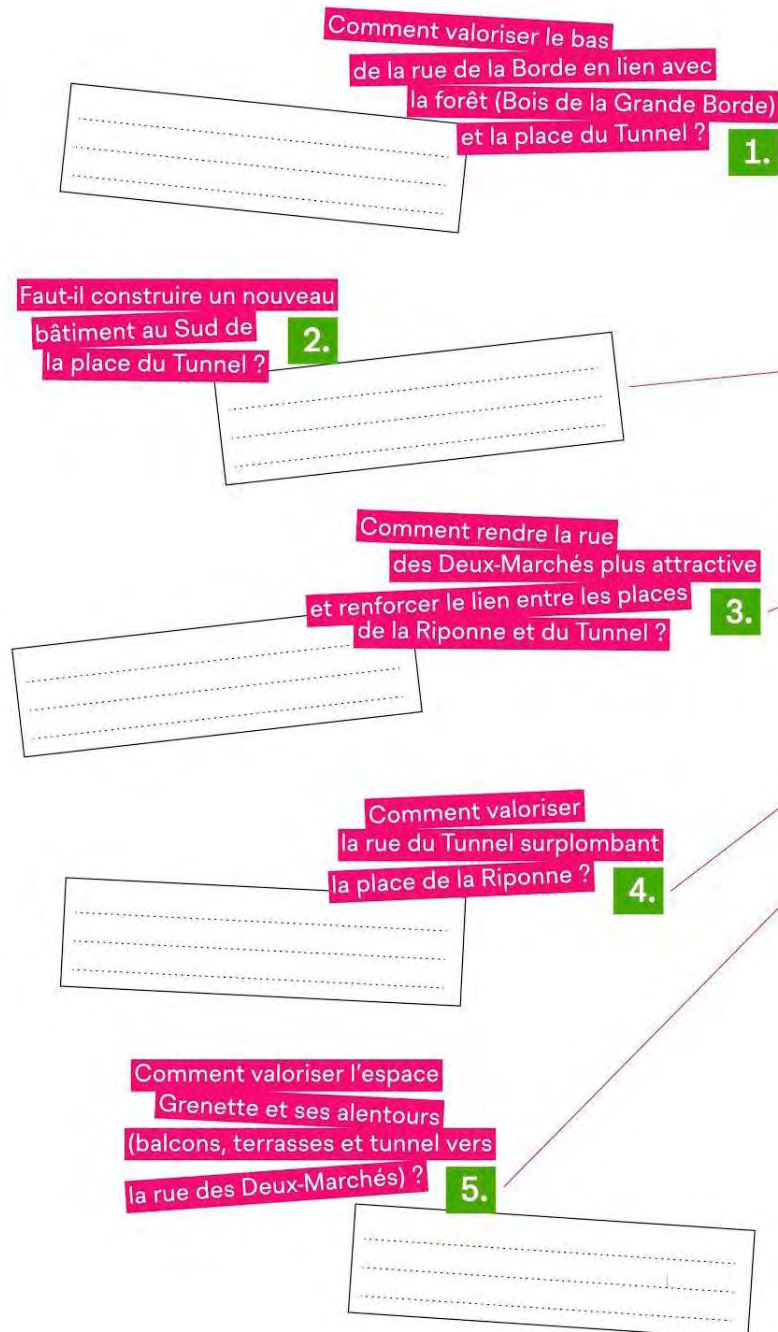 Comment valoriser le bas
de la rue de la Borde en lien avec
la forêt (Bois de la Grande Borde)
et la place du Tunnel ?
1.
Faut-il construire un nouveau
bâtiment au Sud de
la place du Tunnel ?
2.
Comment rendre la rue
des Deux-Marchés plus attractive
et renforcer le lien entre les places
de la Riponne et du Tunnel ?
3.
Comment valoriser
la rue du Tunnel surplombant
la place de la Riponne ?
4.
Comment valoriser l'espace
Grenette et ses alentours
(balcons, terrasses et tunnel vers
la rue des Deux-Marchés) ?
5.